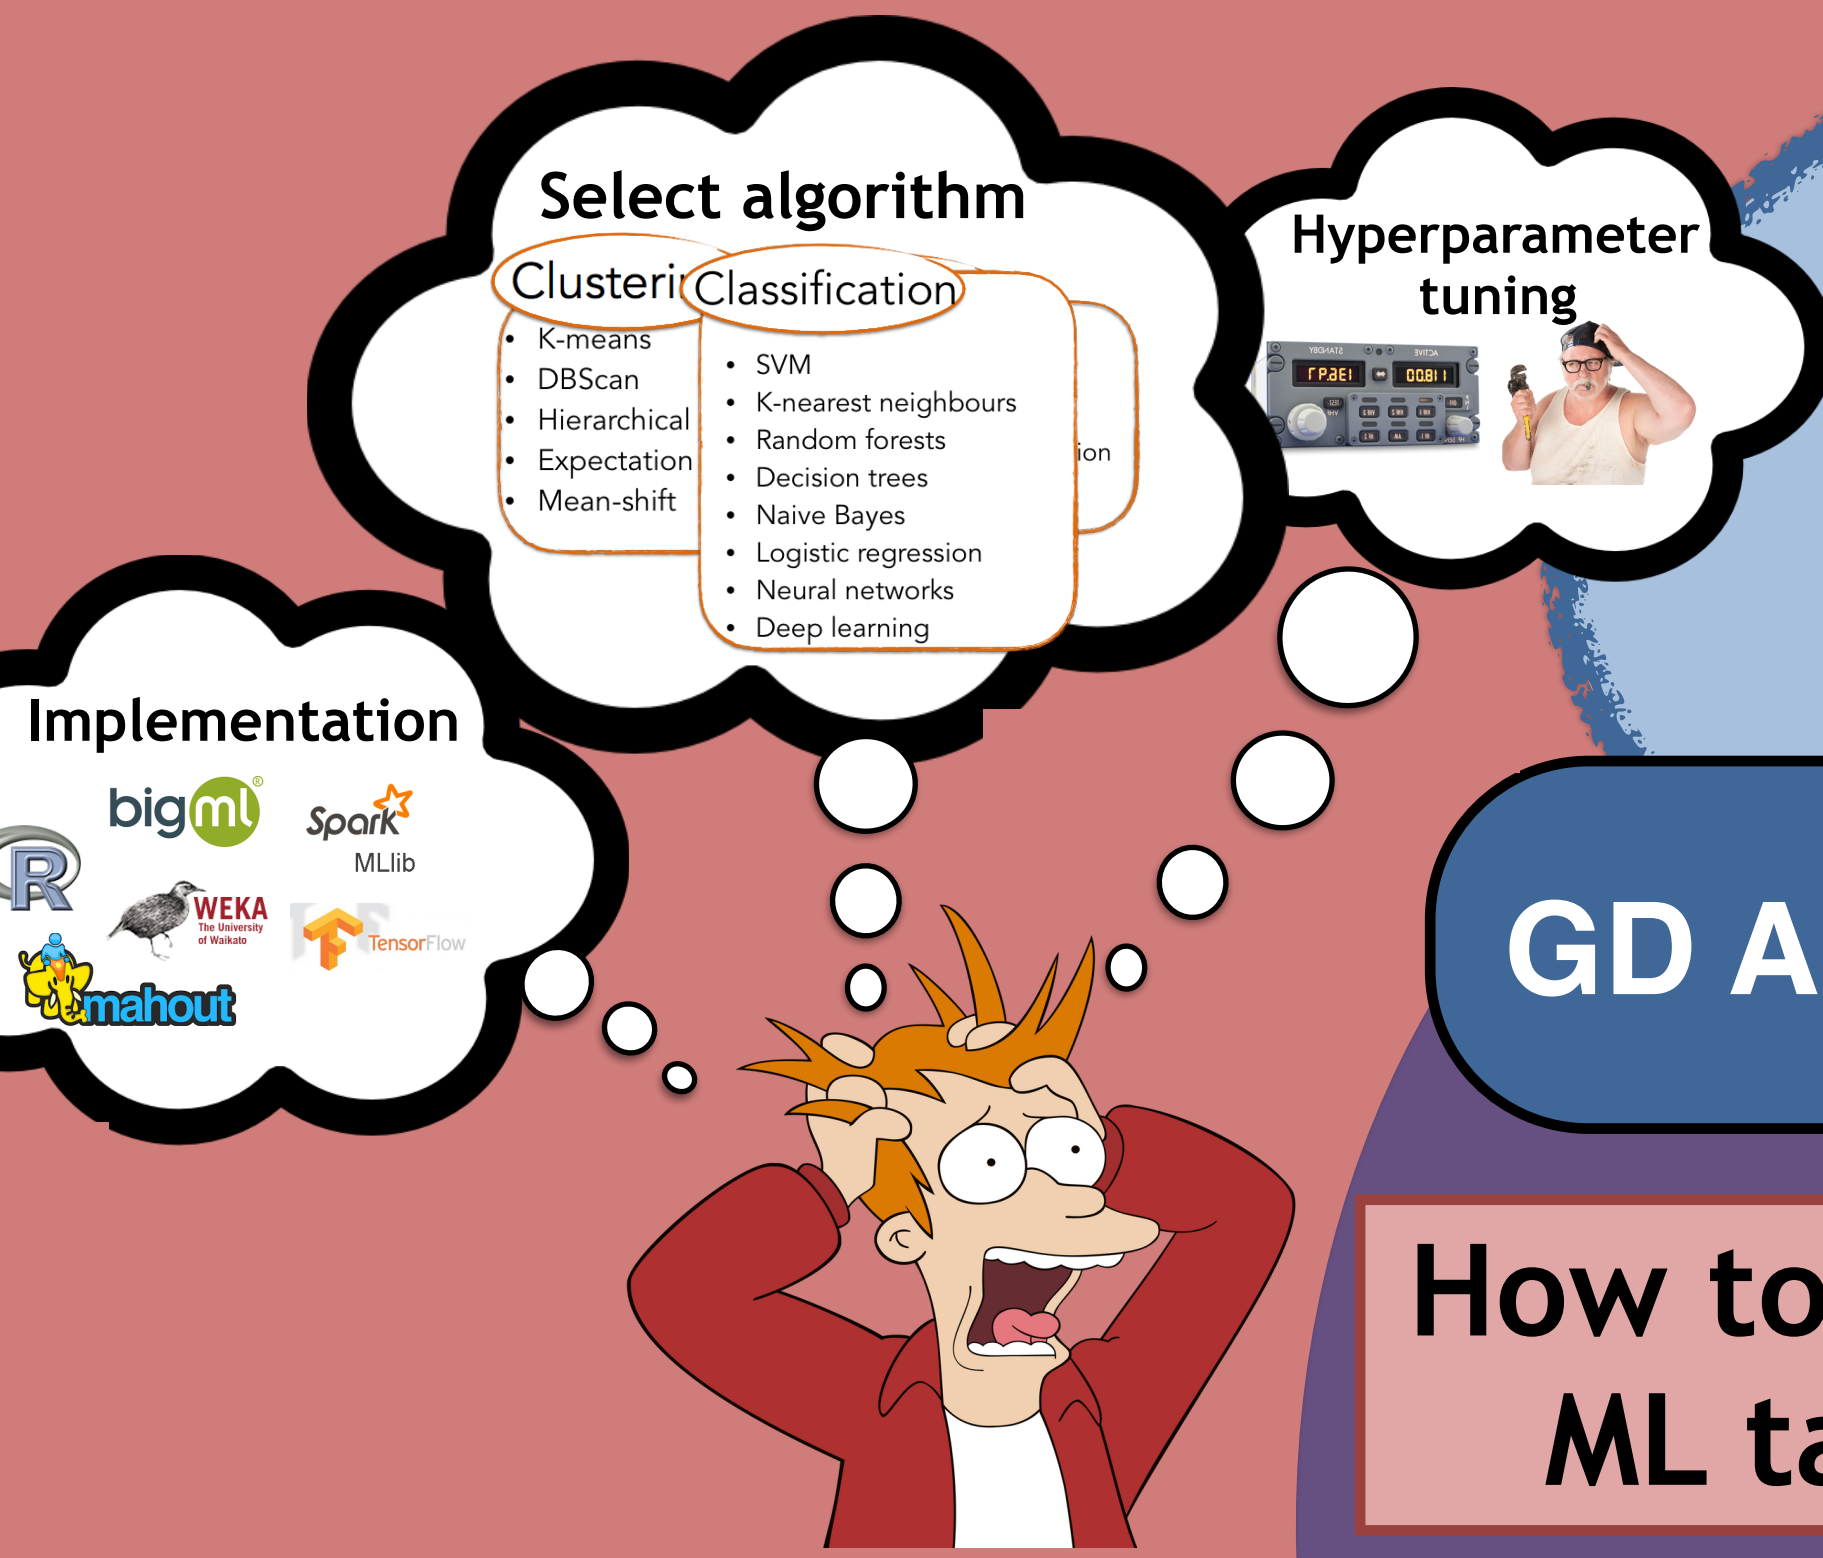 Select algorithm
Clusteri
• K-means
• DBScan
• Hierarchical
• Expectation
• Mean-shift
Classification
• SVM
• K-nearest neighbours
• Random forests
• Decision trees
• Naive Bayes
• Logistic regression
• Neural networks
• Deep learning
ion
Hyperparameter
tuning
STANDBY
ACTIVE
Implementation
bigml®
Spark
MLlib
R
WEKA
The University
of Waikato
TensorFlow
mahout
GD A
How to
ML ta